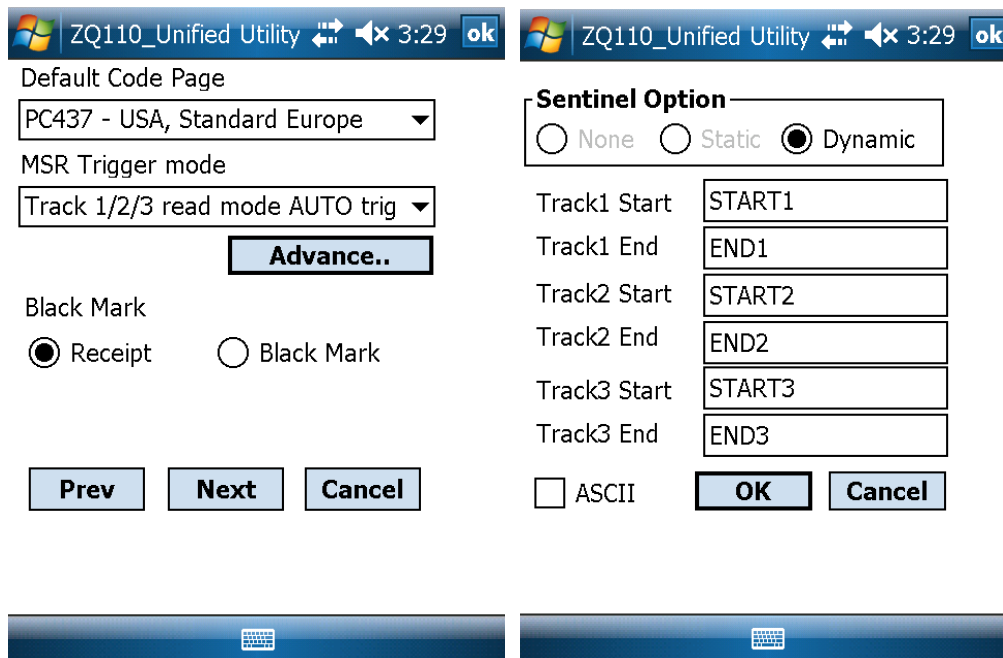 ZQ110_Unified Utility 3:29 ok
Default Code Page
PC437 - USA, Standard Europe
MSR Trigger mode
Track 1/2/3 read mode AUTO trig
Advance..
Black Mark
Receipt Black Mark
Prev Next Cancel
ZQ110_Unified Utility 3:29 ok
Sentinel Option
None Static Dynamic
Track1 Start START1
Track1 End END1
Track2 Start START2
Track2 End END2
Track3 Start START3
Track3 End END3
ASCII OK Cancel